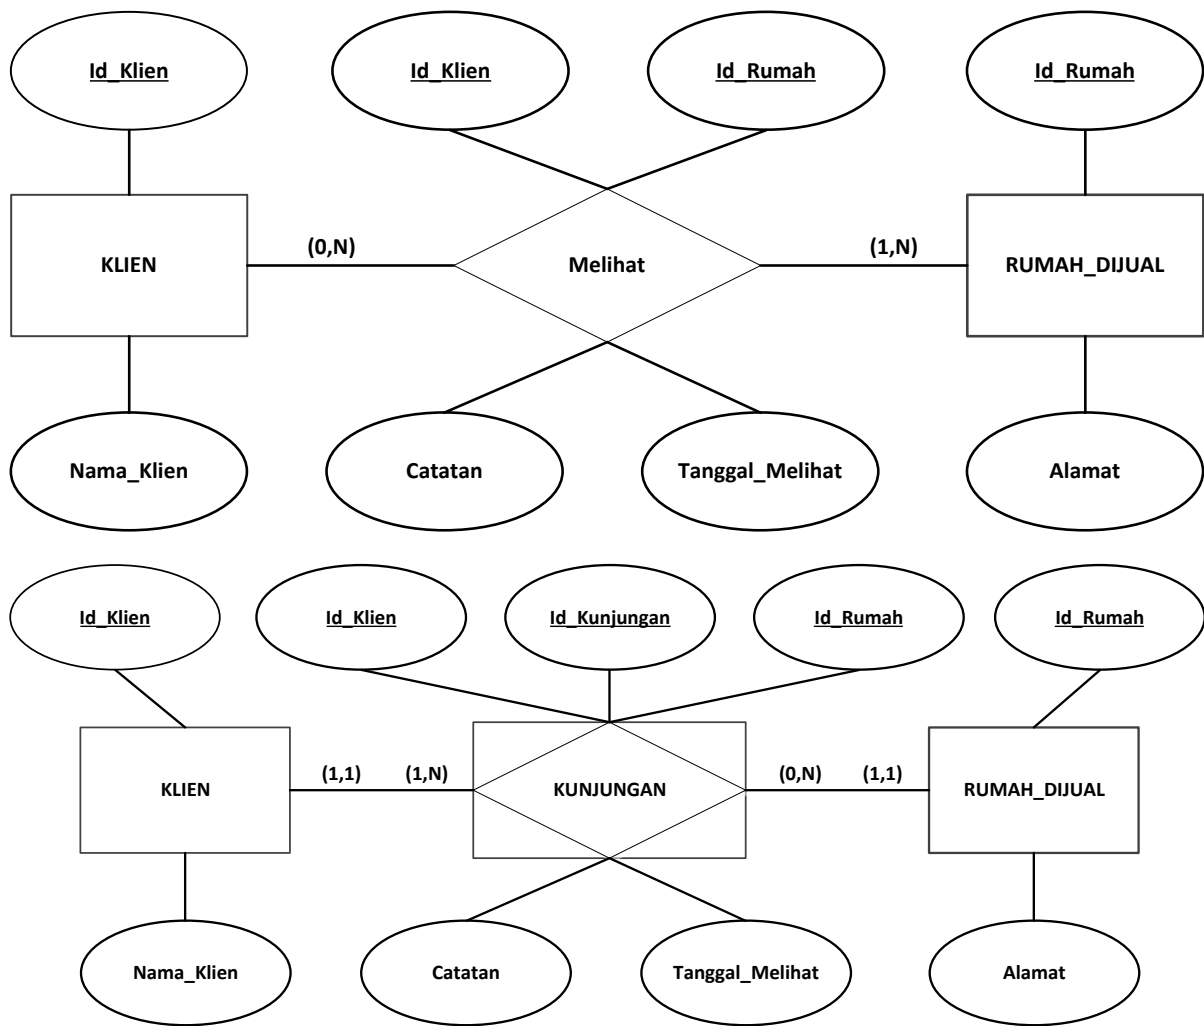 Id_Klien
Id_Klien
Id_Rumah
Id_Rumah
KLIEN
(0,N)
Melihat
(1,N)
RUMAH_DIJUAL
Nama_Klien
Catatan
Tanggal_Melihat
Alamat
Id_Klien
Id_Klien
Id_Kunjungan
Id_Rumah
Id_Rumah
KLIEN
(1,1)
(1,N)
KUNJUNGAN
(0,N)
(1,1)
RUMAH_DIJUAL
Nama_Klien
Catatan
Tanggal_Melihat
Alamat